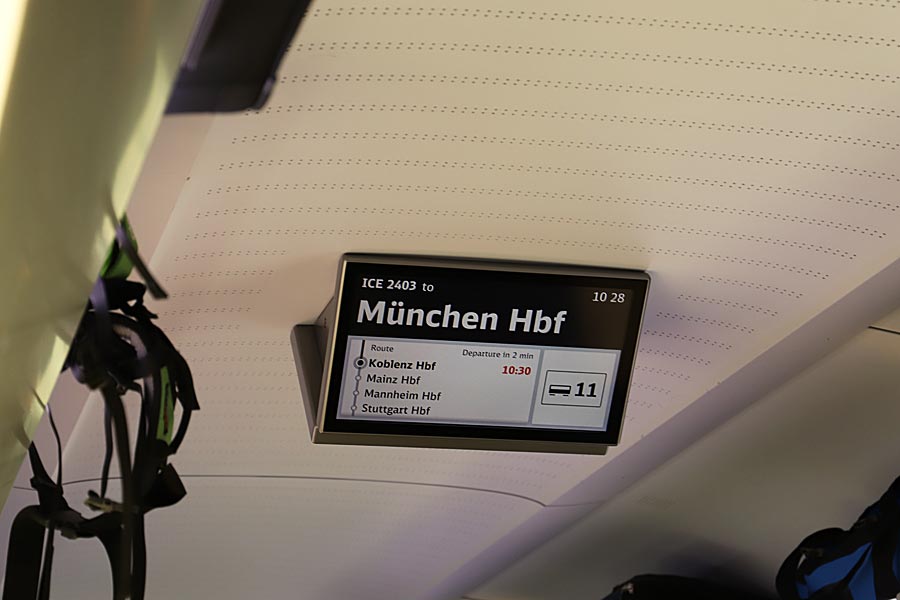 ICE 2403 to
10 28
München Hbf
Route
Departure in 2 min
Koblenz Hbf
10:30
Mainz Hbf
Mannheim Hbf
Stuttgart Hbf
11